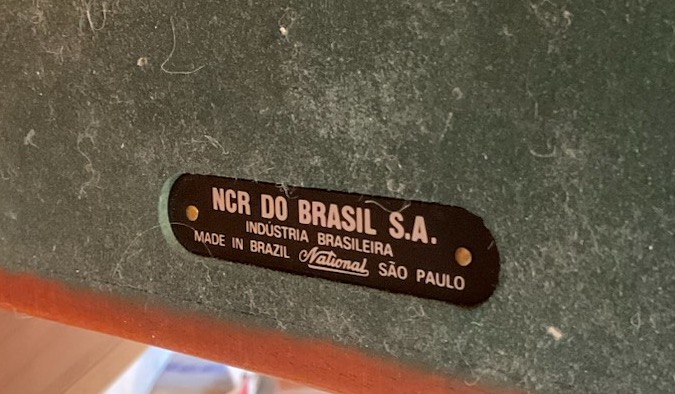 NCR DO BRASIL S.A.
INDÚSTRIA BRASILEIRA
MADE IN BRAZIL National SÃO PAULO